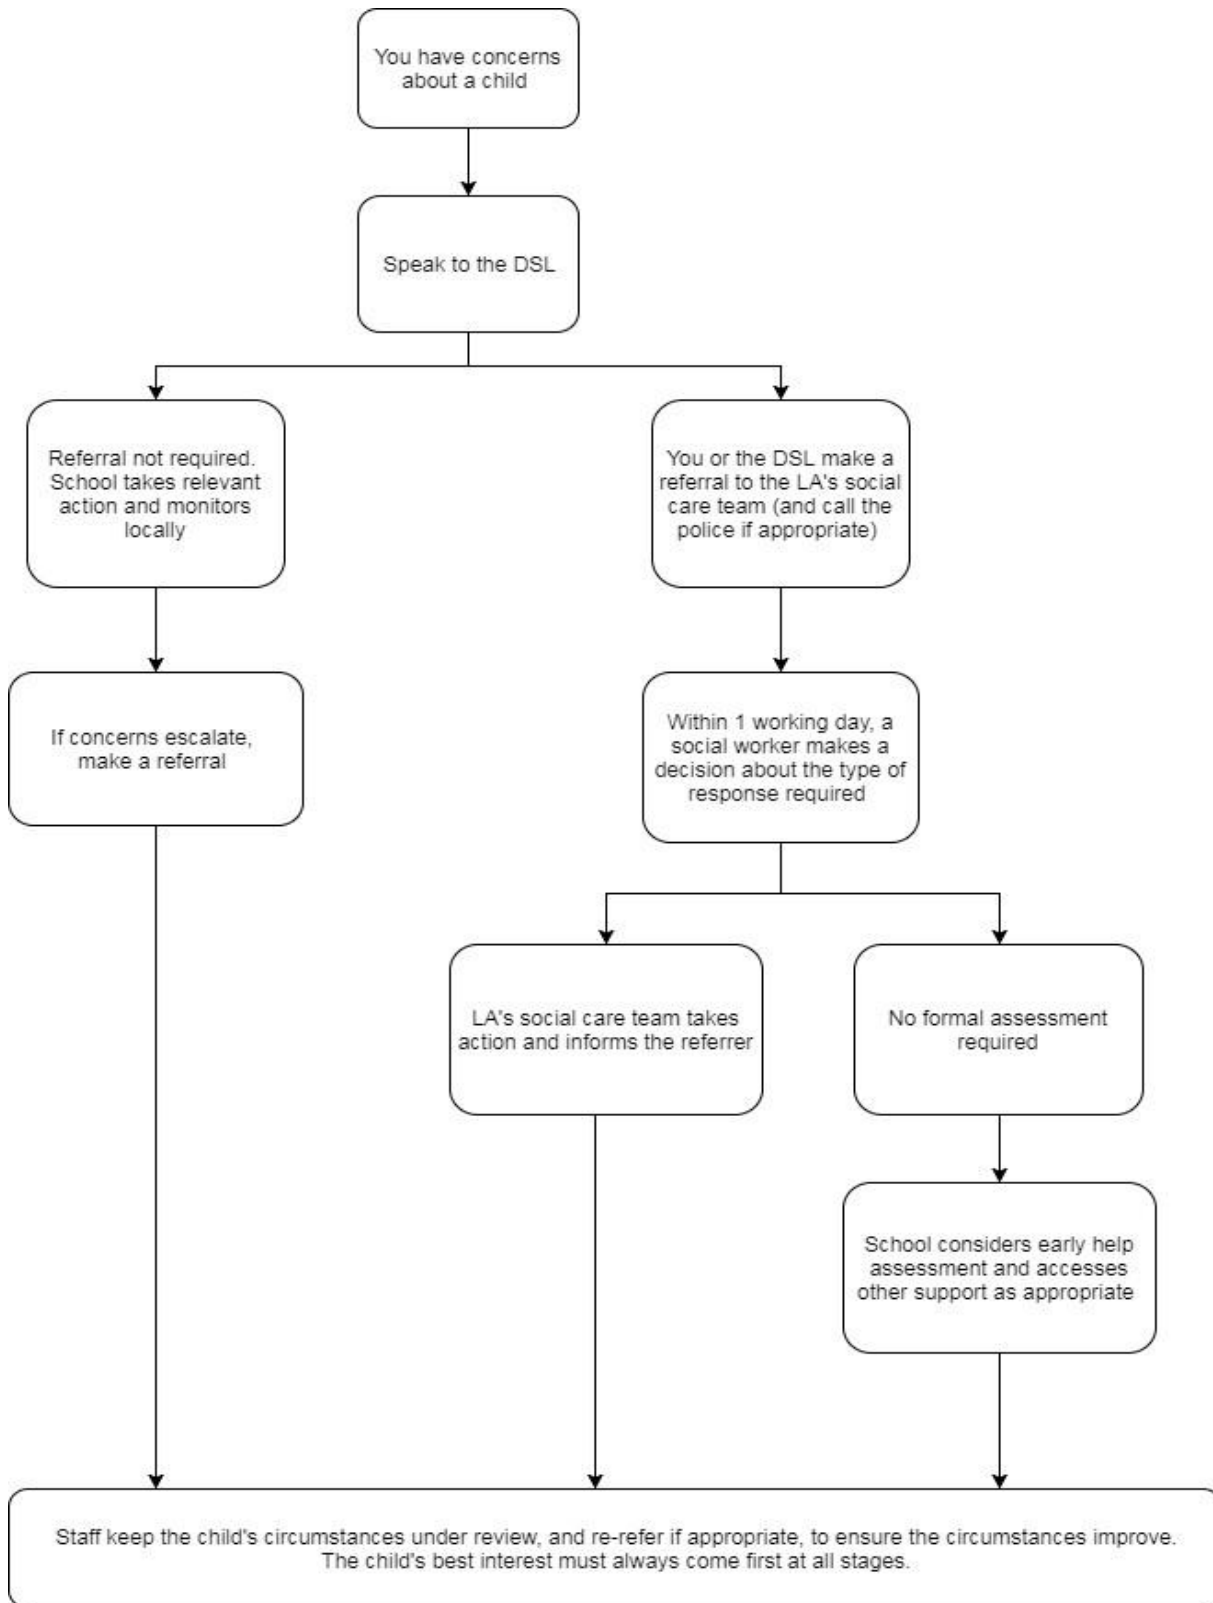 You have concerns
about a child
Speak to the DSL
Referral not required.
School takes relevant
action and monitors
locally
You or the DSL make a
referral to the LA's social
care team (and call the
police if appropriate)
If concerns escalate,
make a referral
Within 1 working day, a
social worker makes a
decision about the type of
response required
LA's social care team takes
action and informs the referrer
No formal assessment
required
School considers early help
assessment and accesses
other support as appropriate
Staff keep the child's circumstances under review, and re-refer if appropriate, to ensure the circumstances improve.
The child's best interest must always come first at all stages.